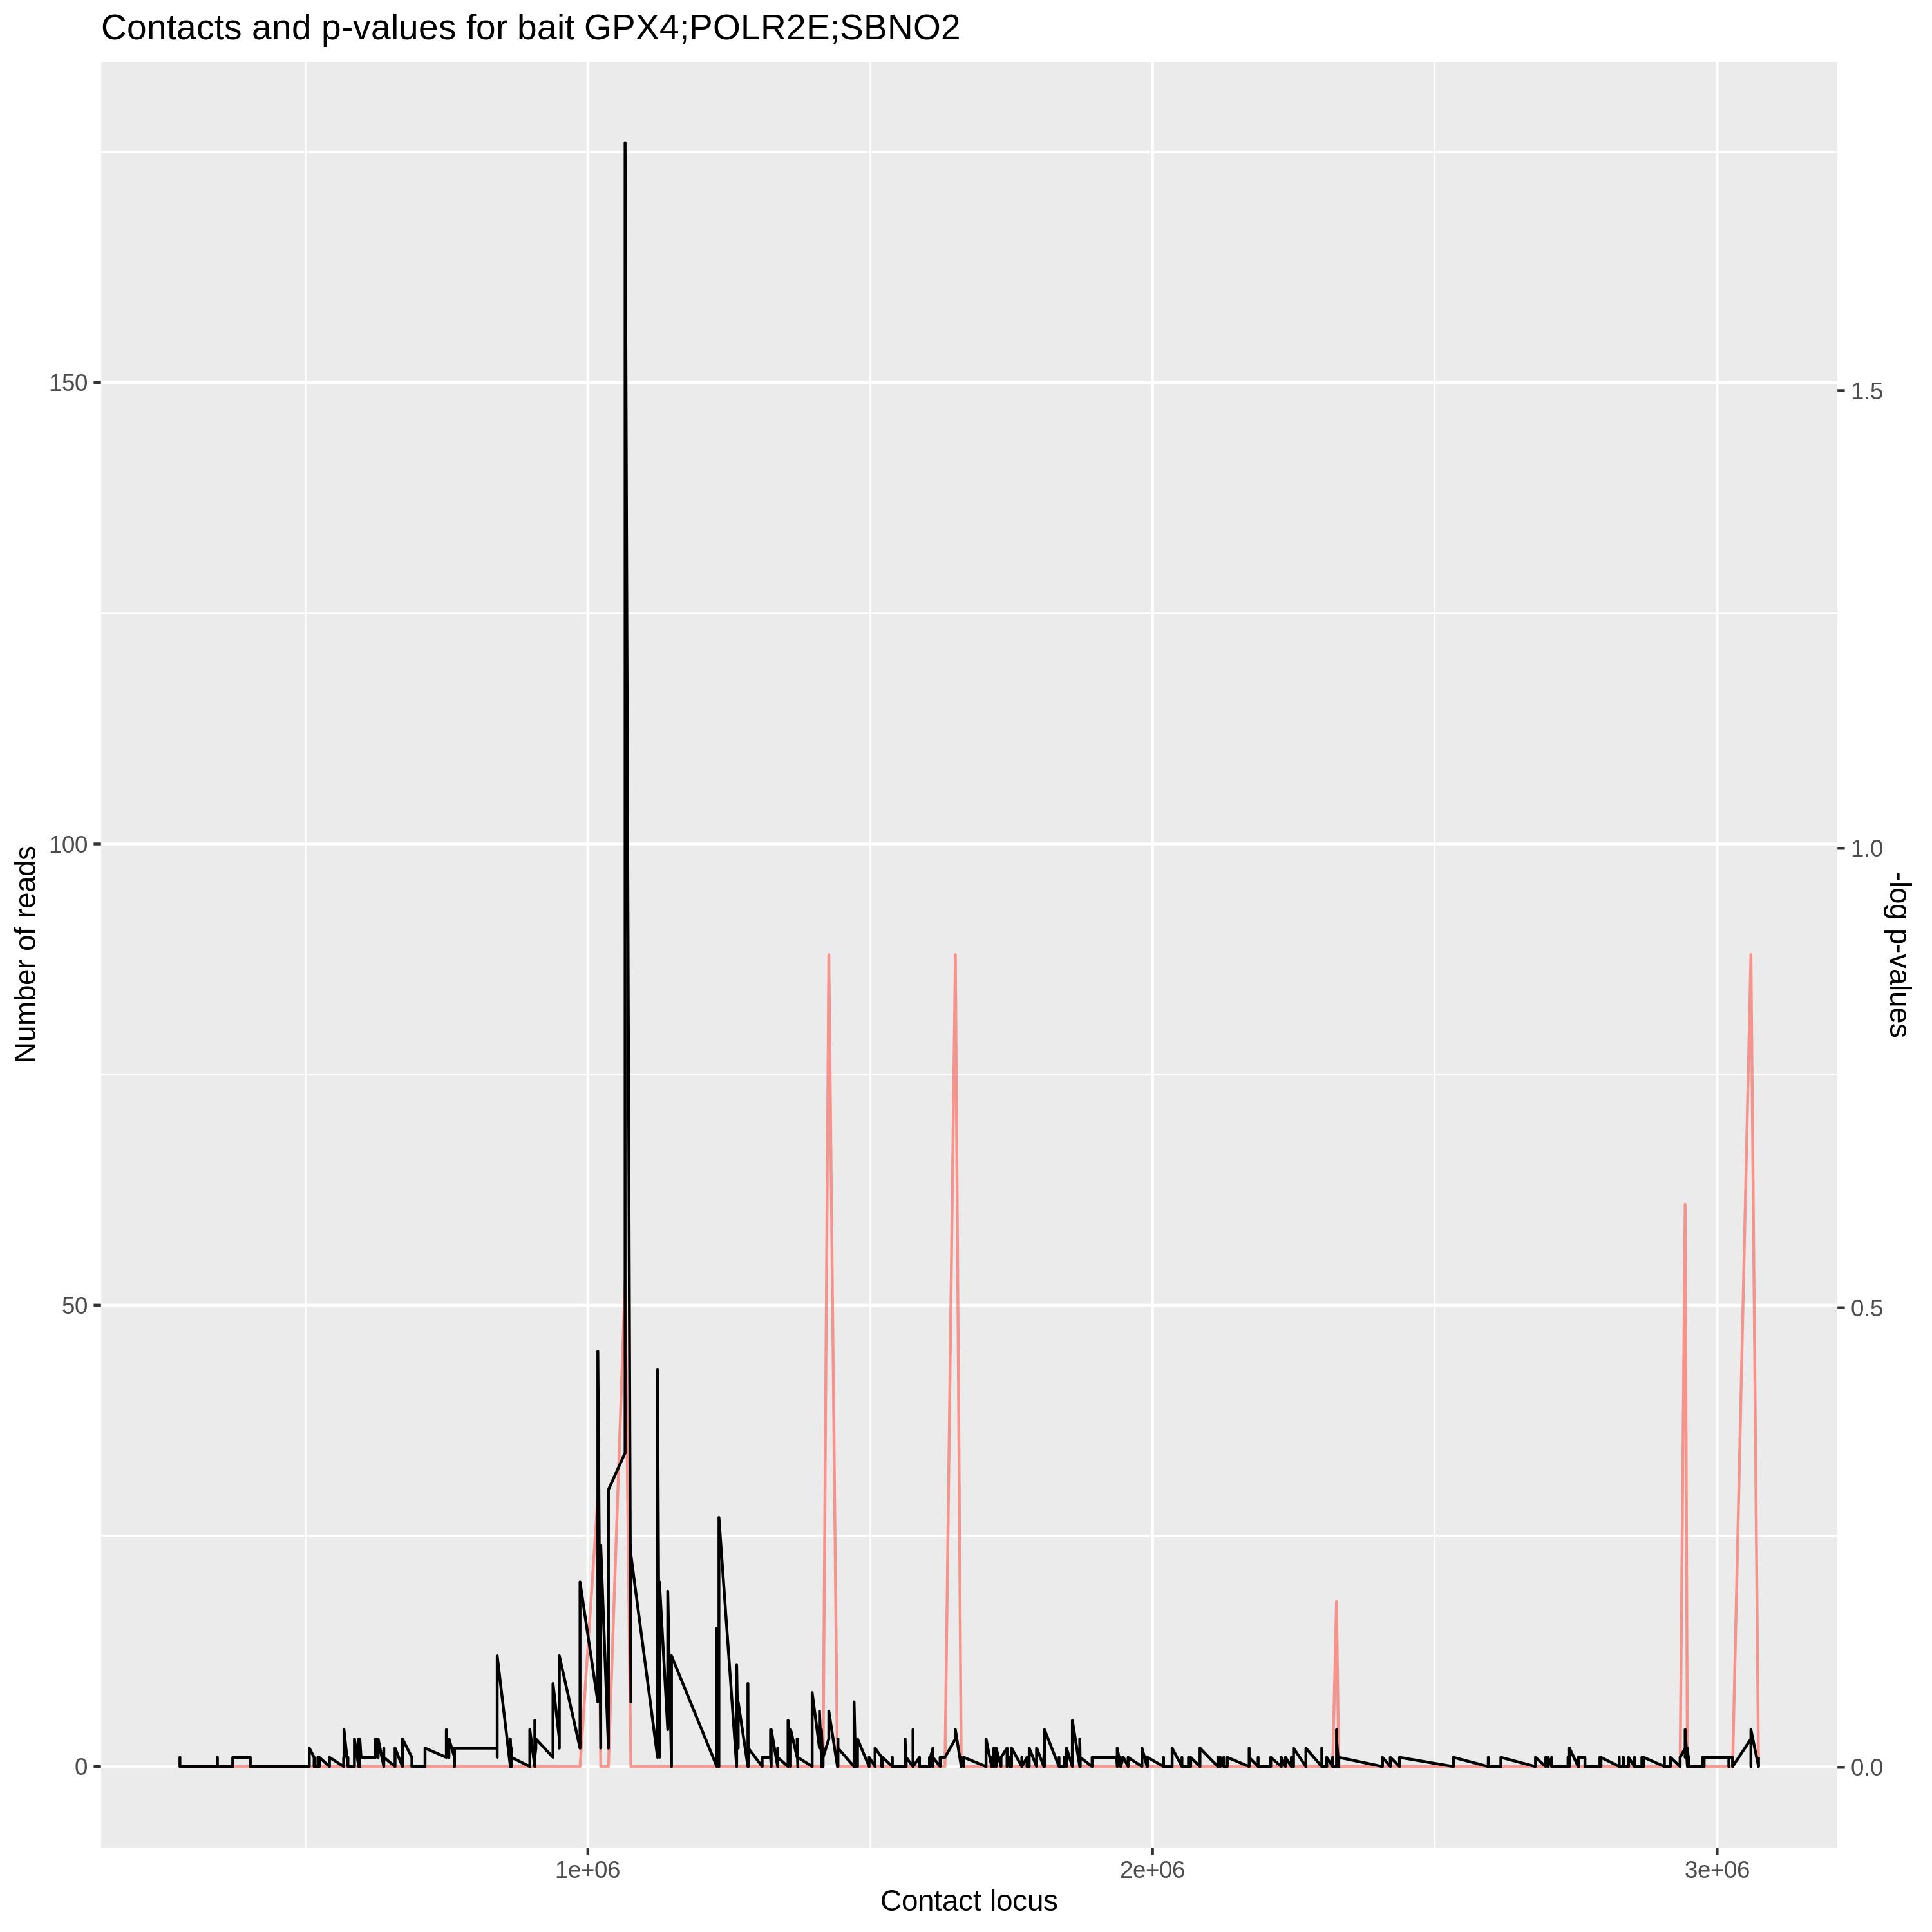 Contacts and p-values for bait GPX4;POLR2E;SBNO2
Number of reads
150
100
50
0
1.5
1.0
0.5
0.0
-log p-values
1e+06
2e+06
3e+06
Contact locus